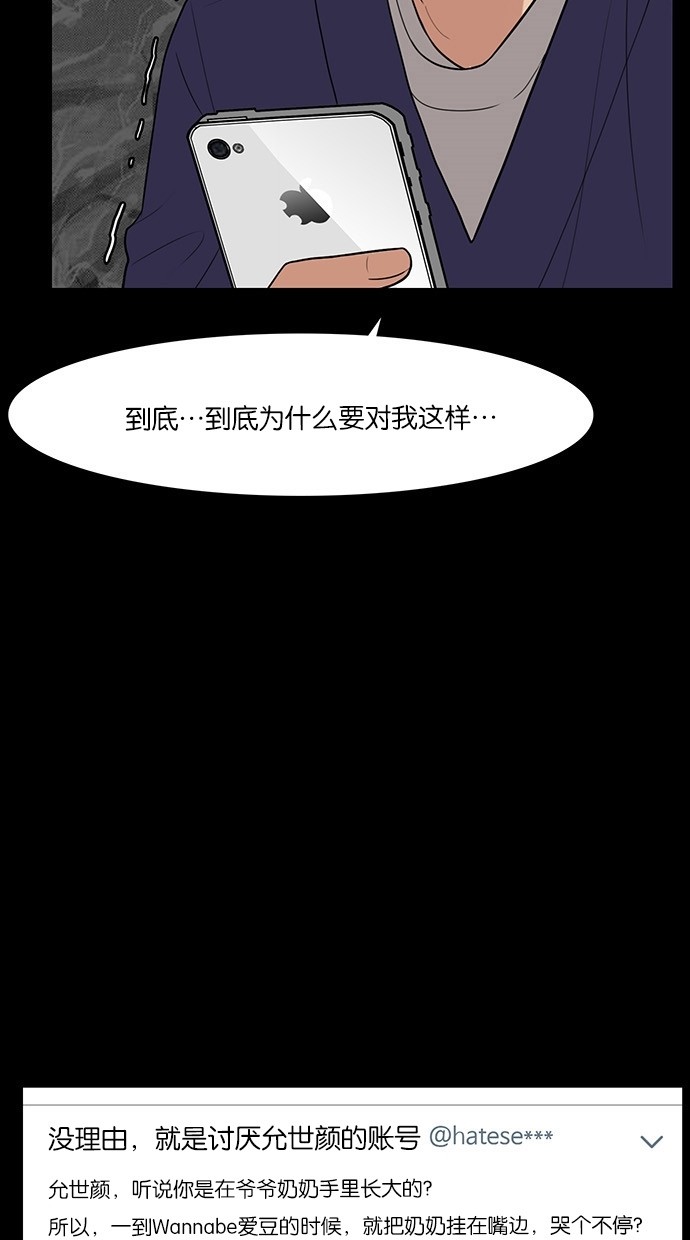 到底…到底为什么要对我这样…
没理由，就是讨厌允世颜的账号 @hatese***
允世颜，听说你是在爷爷奶奶手里长大的？
所以，一到Wannabe爱豆的时候，就把奶奶挂在嘴边，哭个不停？